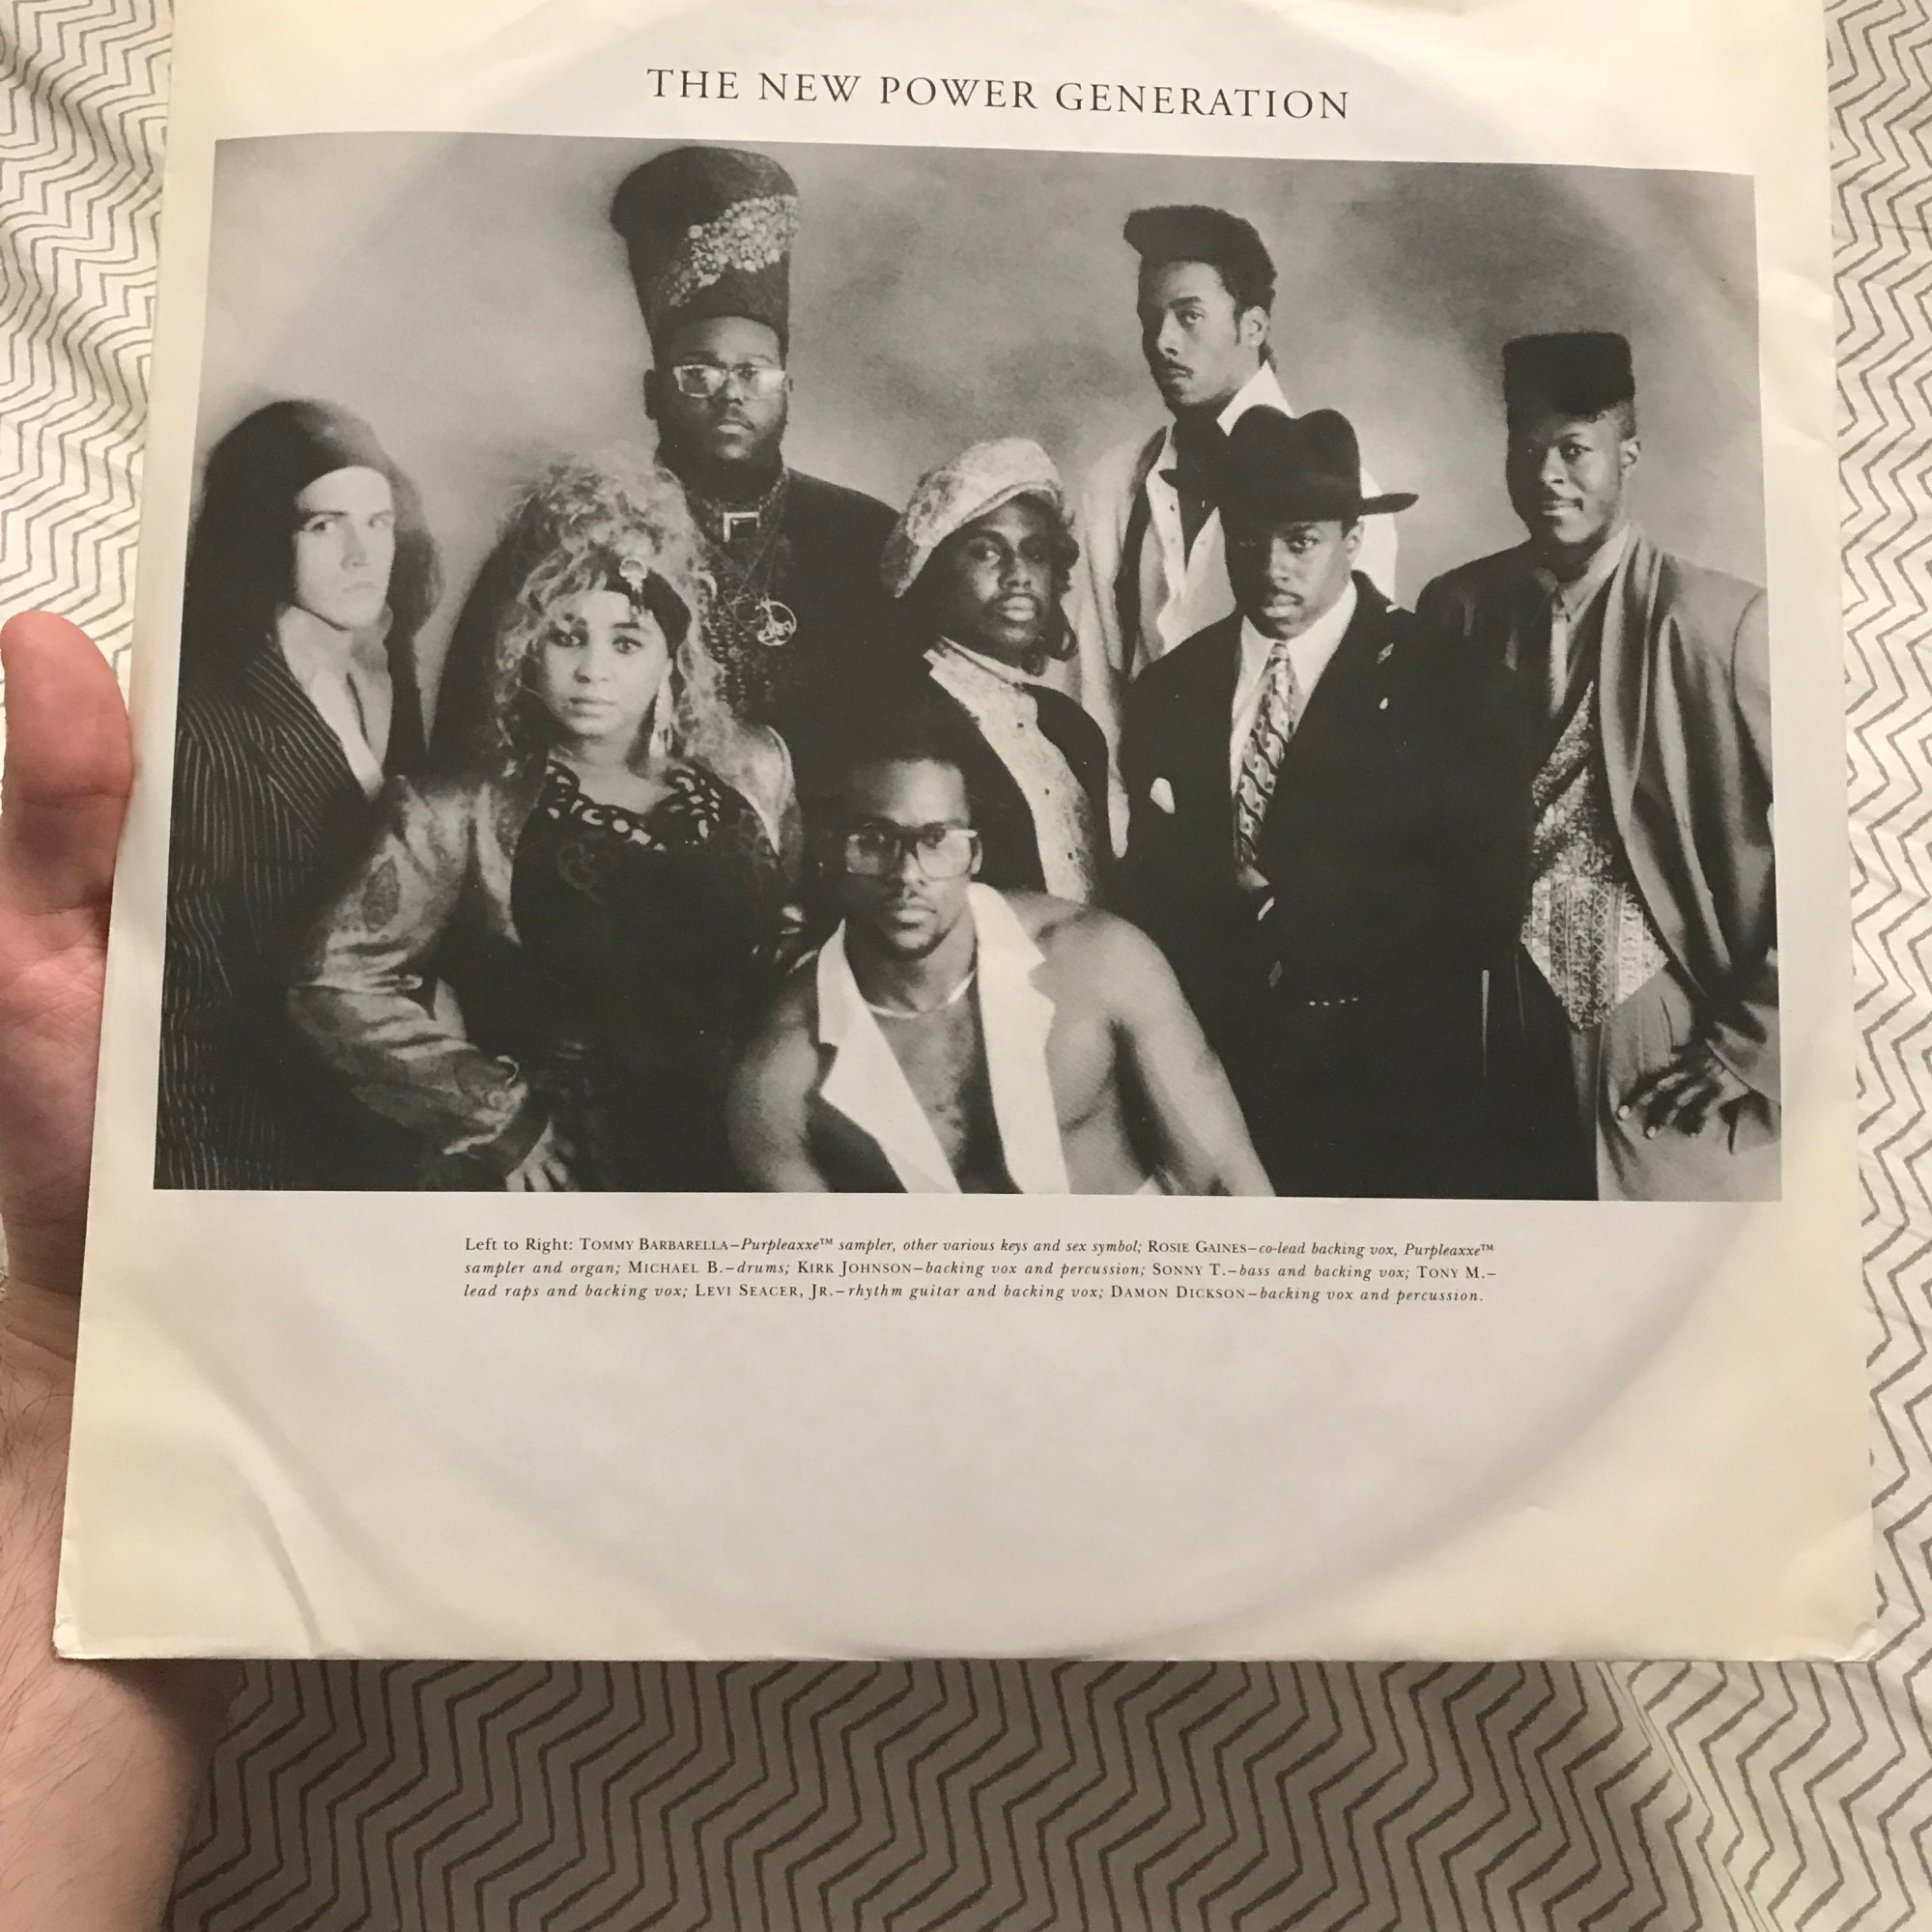 THE NEW POWER GENERATION
Left to Right: TOMMY BARBARELLA–Purpleaxxe™ sampler, other various keys and sex symbol; ROSIE GAINES–co-lead backing vox, Purpleaxxe™
sampler and organ; MICHAEL B.–drums; KIRK JOHNSON–backing vox and percussion; SONNY T.–bass and backing vox; TONY M.–
lead raps and backing vox; LEVI SEACER, JR.–rhythm guitar and backing vox; DAMON DICKSON–backing vox and percussion.